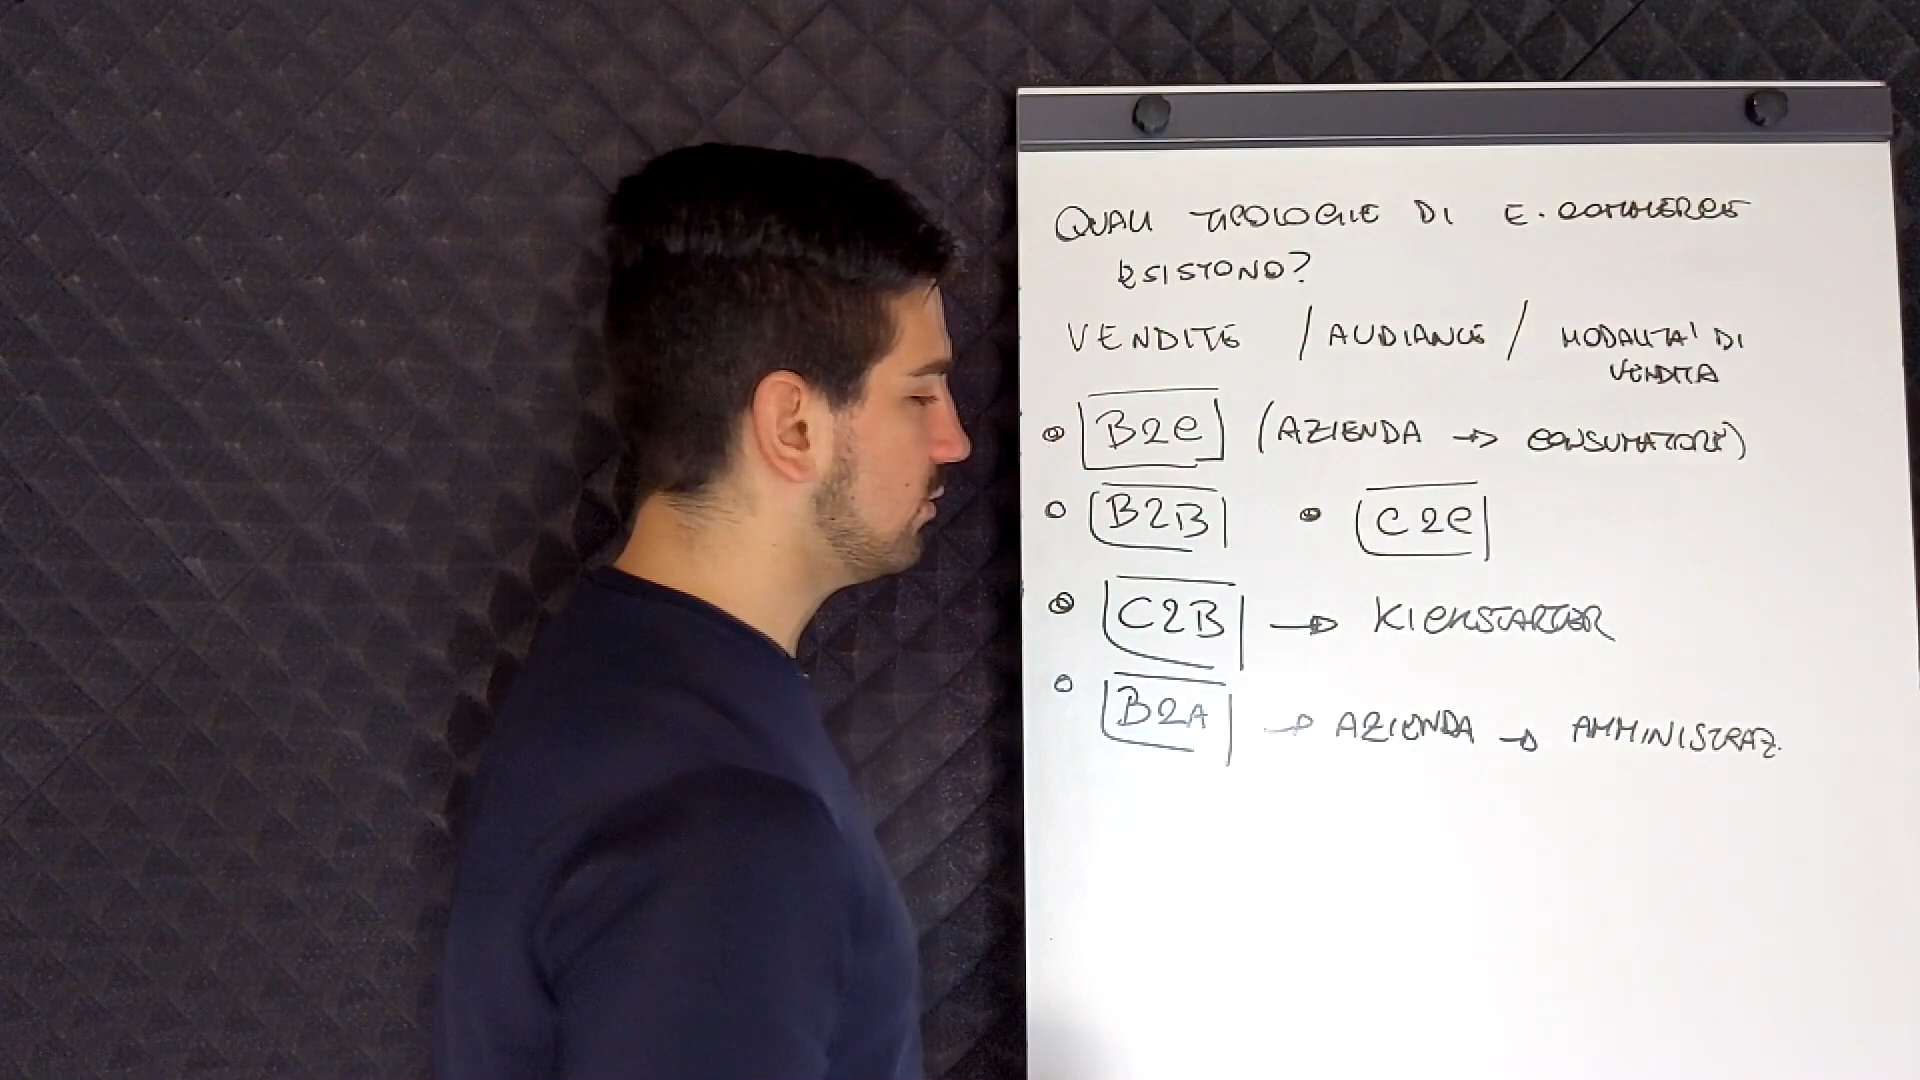 QUALI TIPOLOGIE DI E-COMMERCE
ESISTONO?
VENDITE / AUDIANCE / MODALITA' DI
VENDITA
B2C (AZIENDA → CONSUMATORE)
B2B C2C
C2B → KICKSTARTER
B2A → AZIENDA → AMMINISTRAZ.